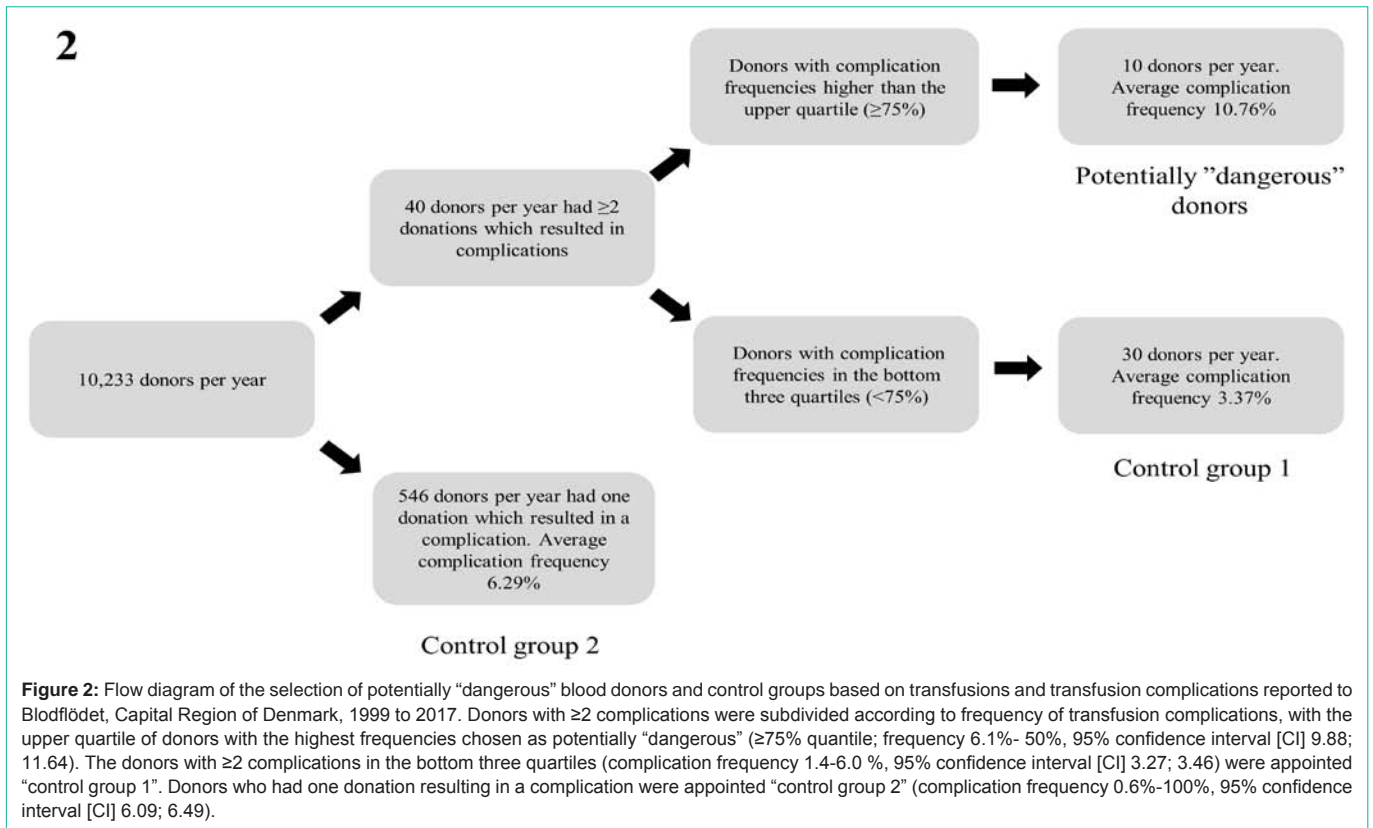 2
Donors with complication
frequencies higher than the
upper quartile (≥75%)
10 donors per year.
Average complication
frequency 10.76%
Potentially ”dangerous”
donors
40 donors per year had ≥2
donations which resulted in
complications
10,233 donors per year
Donors with complication
frequencies in the bottom
three quartiles (<75%)
30 donors per year.
Average complication
frequency 3.37%
Control group 1
546 donors per year had one
donation which resulted in a
complication. Average
complication frequency
6.29%
Control group 2
Figure 2: Flow diagram of the selection of potentially “dangerous” blood donors and control groups based on transfusions and transfusion complications reported to
Blodflödet, Capital Region of Denmark, 1999 to 2017. Donors with ≥2 complications were subdivided according to frequency of transfusion complications, with the
upper quartile of donors with the highest frequencies chosen as potentially “dangerous” (≥75% quantile; frequency 6.1%- 50%, 95% confidence interval [CI] 9.88;
11.64). The donors with ≥2 complications in the bottom three quartiles (complication frequency 1.4-6.0 %, 95% confidence interval [CI] 3.27; 3.46) were appointed
“control group 1”. Donors who had one donation resulting in a complication were appointed “control group 2” (complication frequency 0.6%-100%, 95% confidence
interval [CI] 6.09; 6.49).